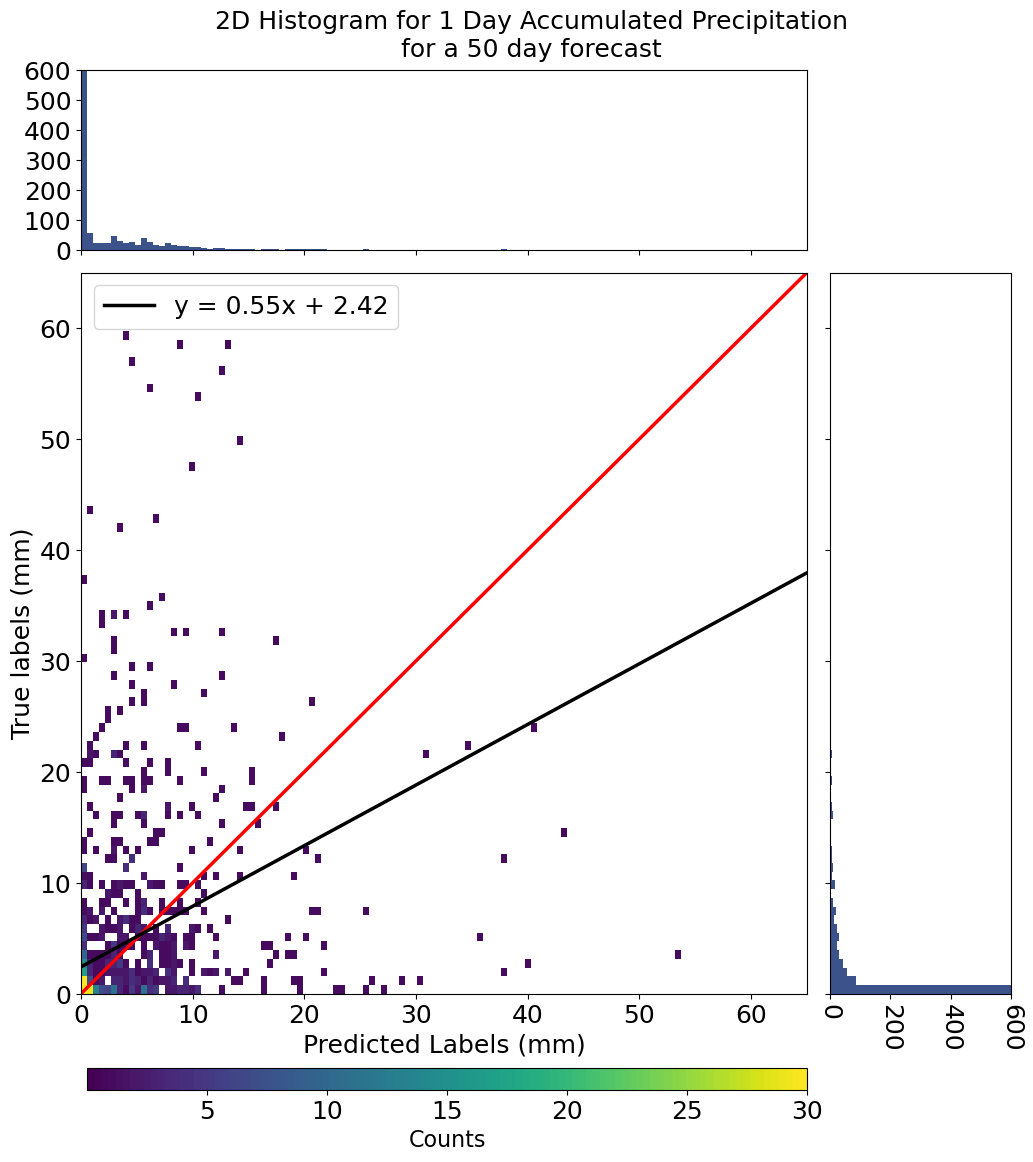 2D Histogram for 1 Day Accumulated Precipitation
for a 50 day forecast
600
500
400
300
200
100
0
y = 0.55x + 2.42
True labels (mm)
60
50
40
30
20
10
0
0 10 20 30 40 50 60
Predicted Labels (mm)
0 200 400 600
5 10 15 20 25 30
Counts